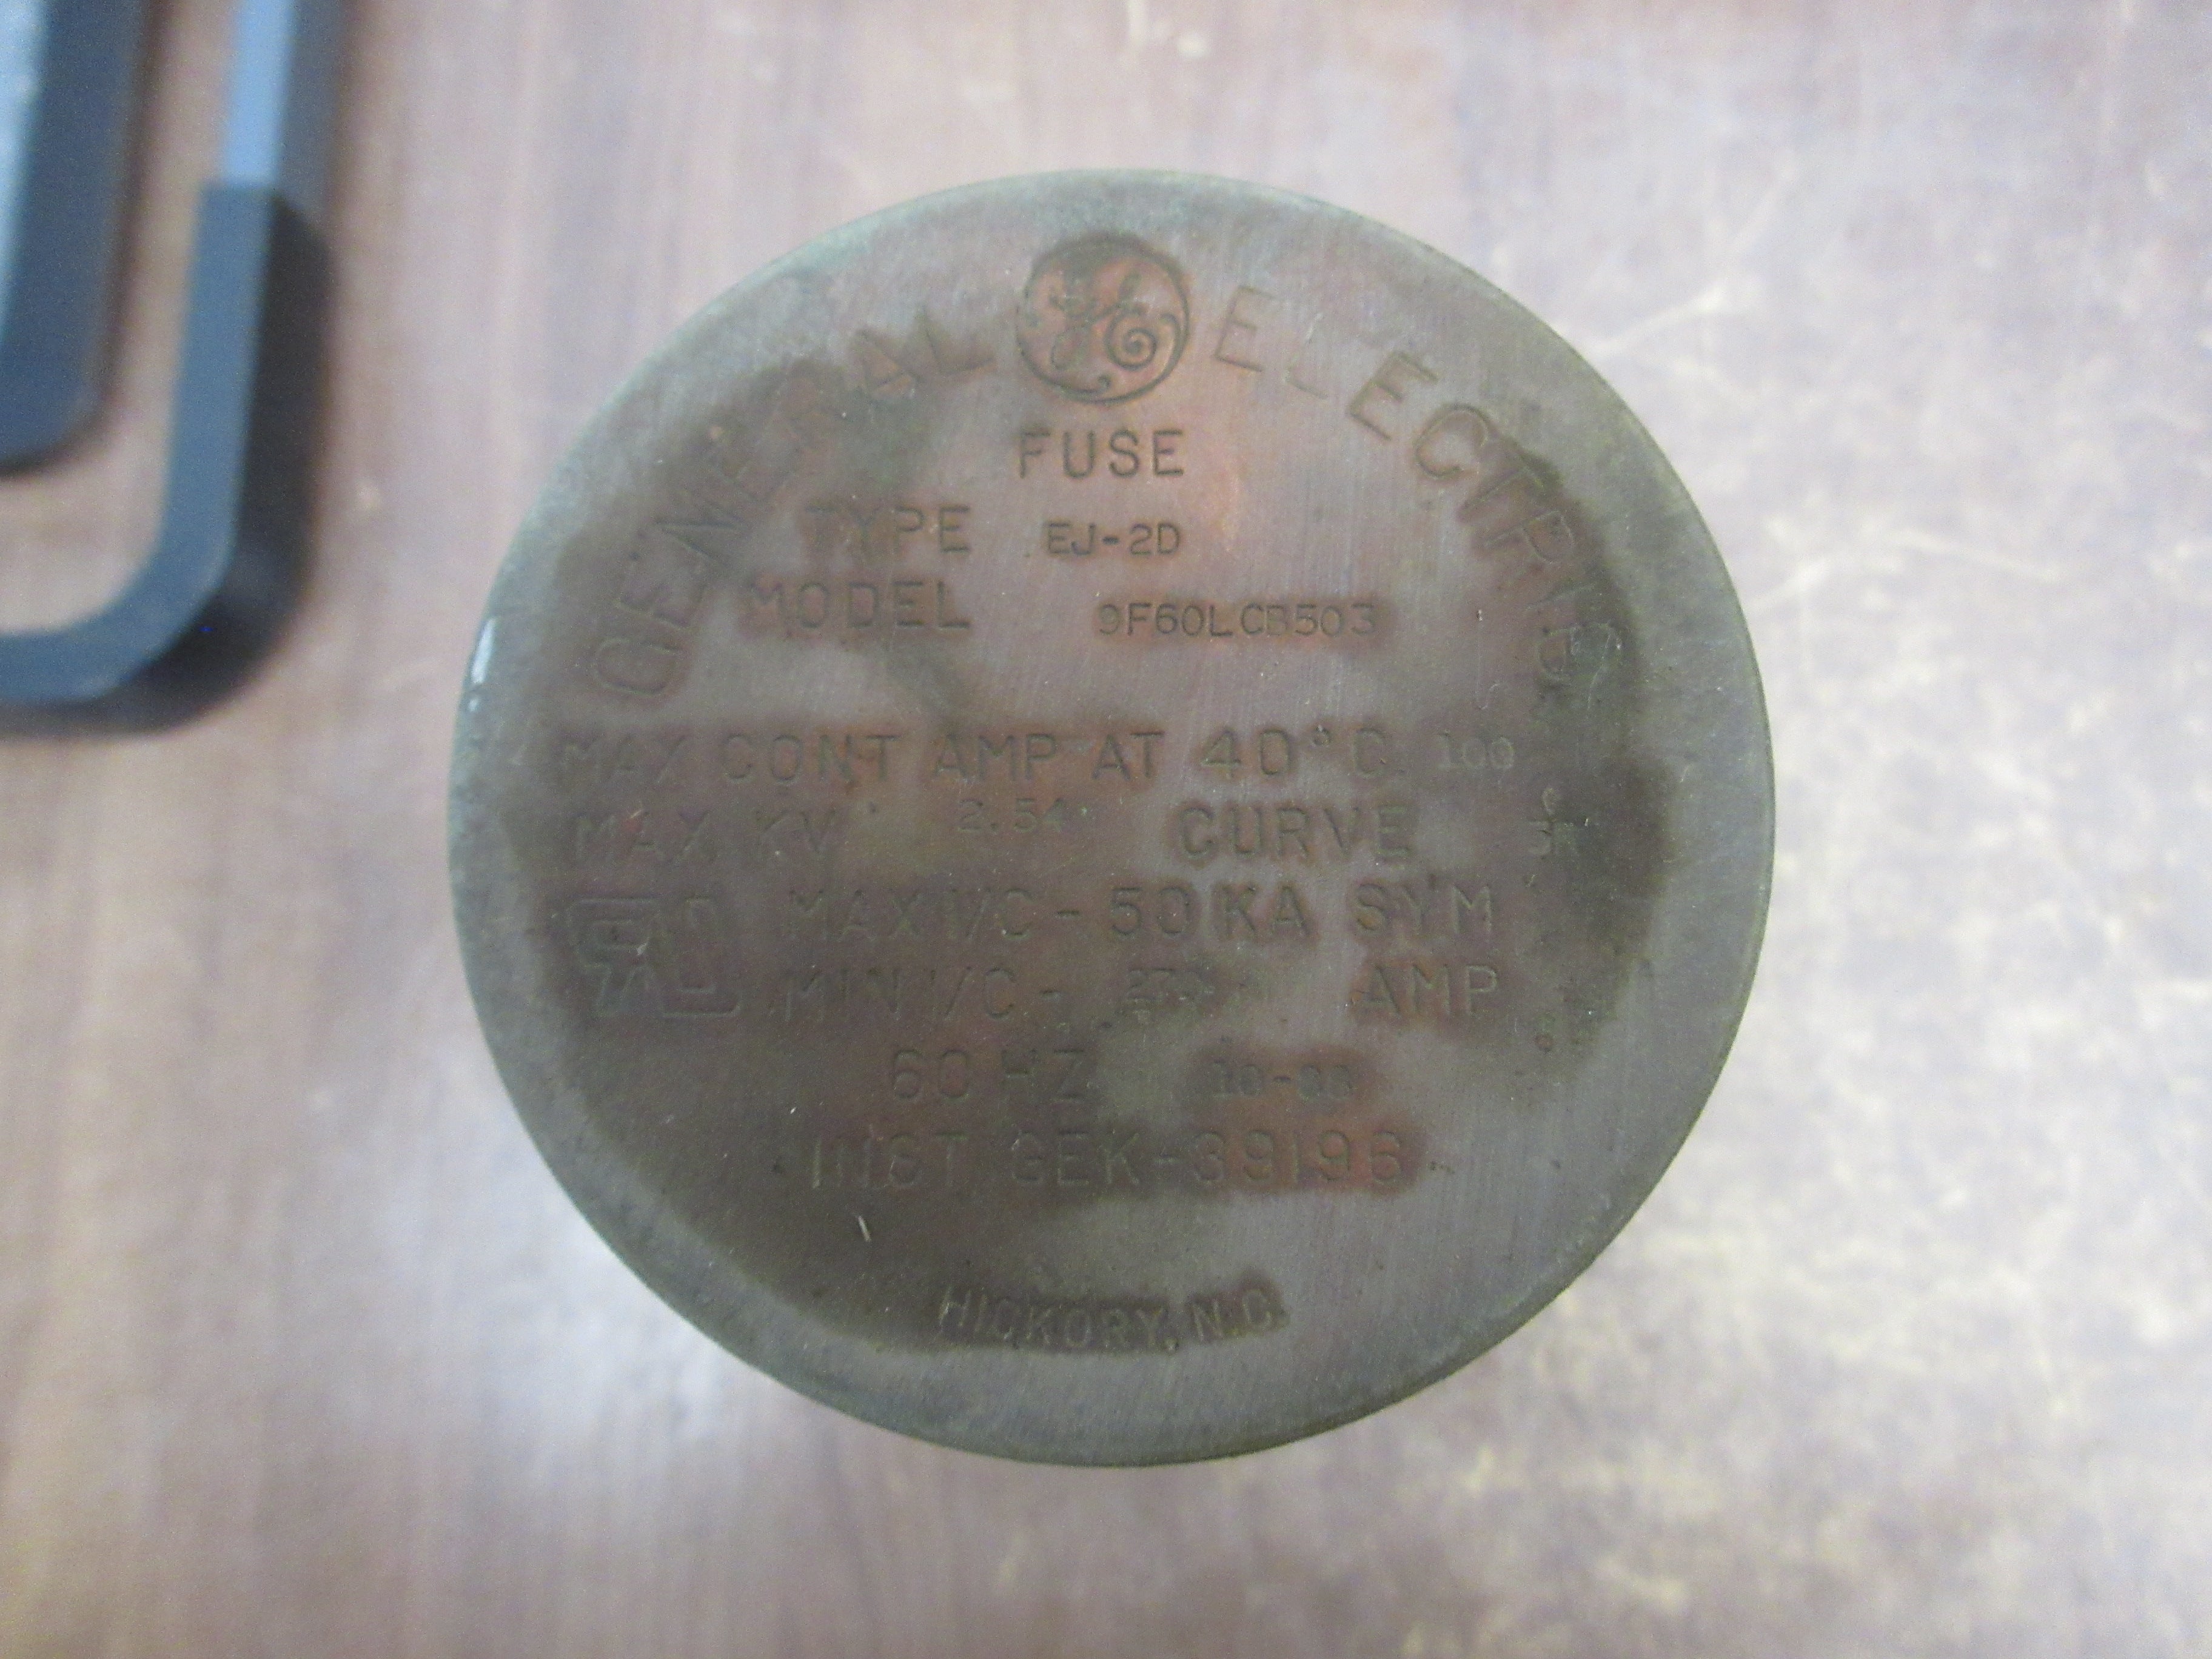 GENERAL GE ELECTRIC
FUSE
TYPE EJ-2D
MODEL 9F60LCB503
MAX CONT AMP AT 40°C. 100
MAX KV 2.54 CURVE
MAX I/C - 50 KA SYM
MIN I/C - AMP
60 HZ
INST GEK-39196
HICKORY, N.C.